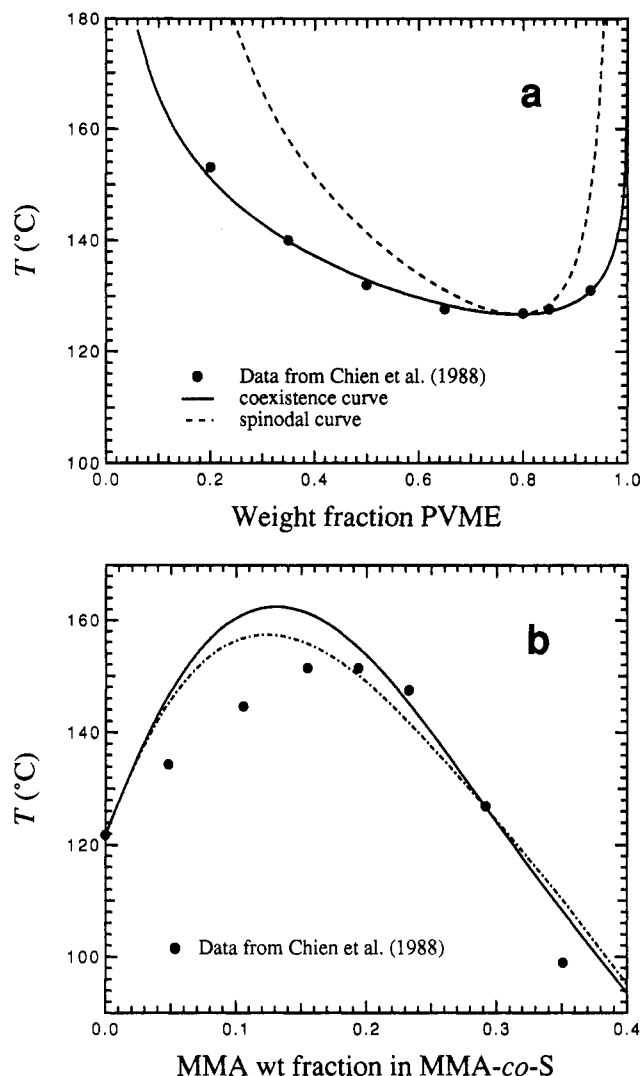 180
160
140
120
100
T (°C)
a
Data from Chien et al. (1988)
coexistence curve
spinodal curve
0.0 0.2 0.4 0.6 0.8 1.0
Weight fraction PVME
160
140
120
100
T (°C)
b
Data from Chien et al. (1988)
0.0 0.1 0.2 0.3 0.4
MMA wt fraction in MMA-co-S